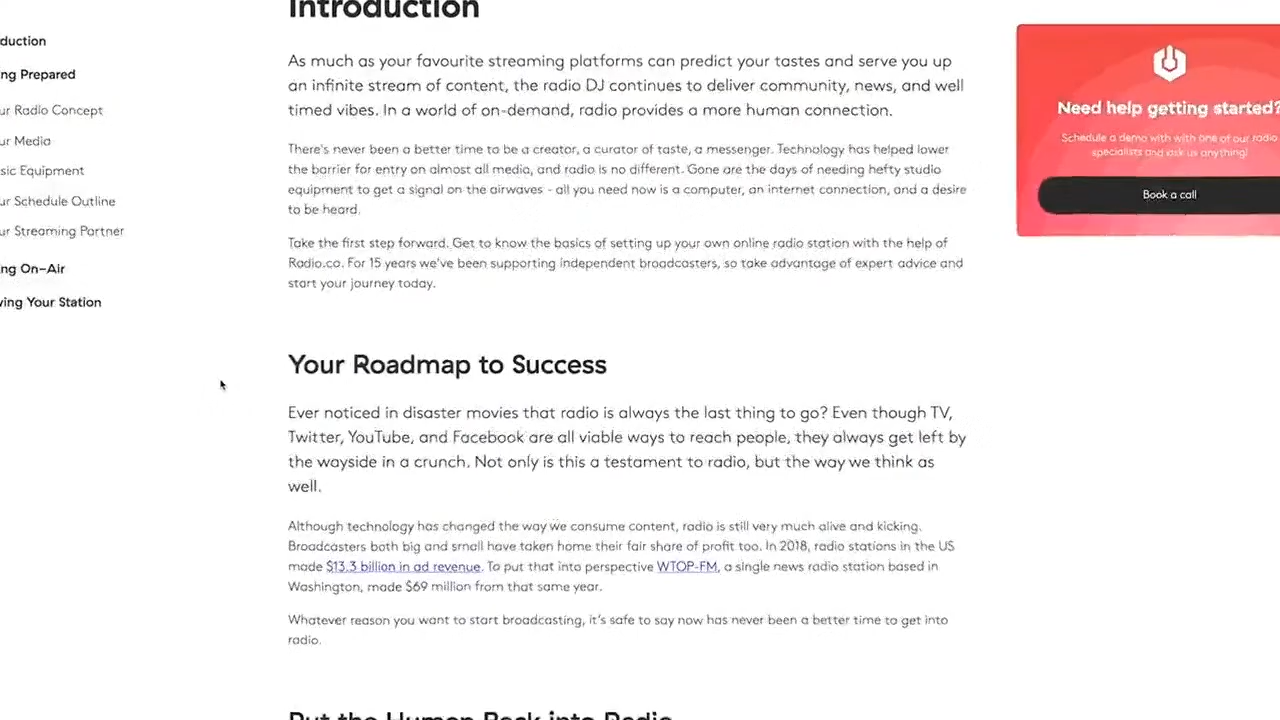 Introduction
duction
ng Prepared
ur Radio Concept
ur Media
sic Equipment
ur Schedule Outline
ur Streaming Partner
ng On-Air
wing Your Station
As much as your favourite streaming platforms can predict your tastes and serve you up
an infinite stream of content, the radio DJ continues to deliver community, news, and well
timed vibes. In a world of on-demand, radio provides a more human connection.
There's never been a better time to be a creator, a curator of taste, a messenger. Technology has helped lower
the barrier for entry on almost all media, and radio is no different. Gone are the days of needing hefty studio
equipment to get a signal on the airwaves - all you need now is a computer, an internet connection, and a desire
to be heard.
Take the first step forward. Get to know the basics of setting up your own online radio station with the help of
Radio.co. For 15 years we've been supporting independent broadcasters, so take advantage of expert advice and
start your journey today.
Your Roadmap to Success
Ever noticed in disaster movies that radio is always the last thing to go? Even though TV,
Twitter, YouTube, and Facebook are all viable ways to reach people, they always get left by
the wayside in a crunch. Not only is this a testament to radio, but the way we think as
well.
Although technology has changed the way we consume content, radio is still very much alive and kicking.
Broadcasters both big and small have taken home their fair share of profit too. In 2018, radio stations in the US
made $13.3 billion in ad revenue. To put that into perspective WTOP-FM, a single news radio station based in
Washington, made $69 million from that same year.
Whatever reason you want to start broadcasting, it's safe to say now has never been a better time to get into
radio.
Put the Human Back into Radio
Need help getting started?
Schedule a demo with with one of our radio
specialists and ask us anything!
Book a call